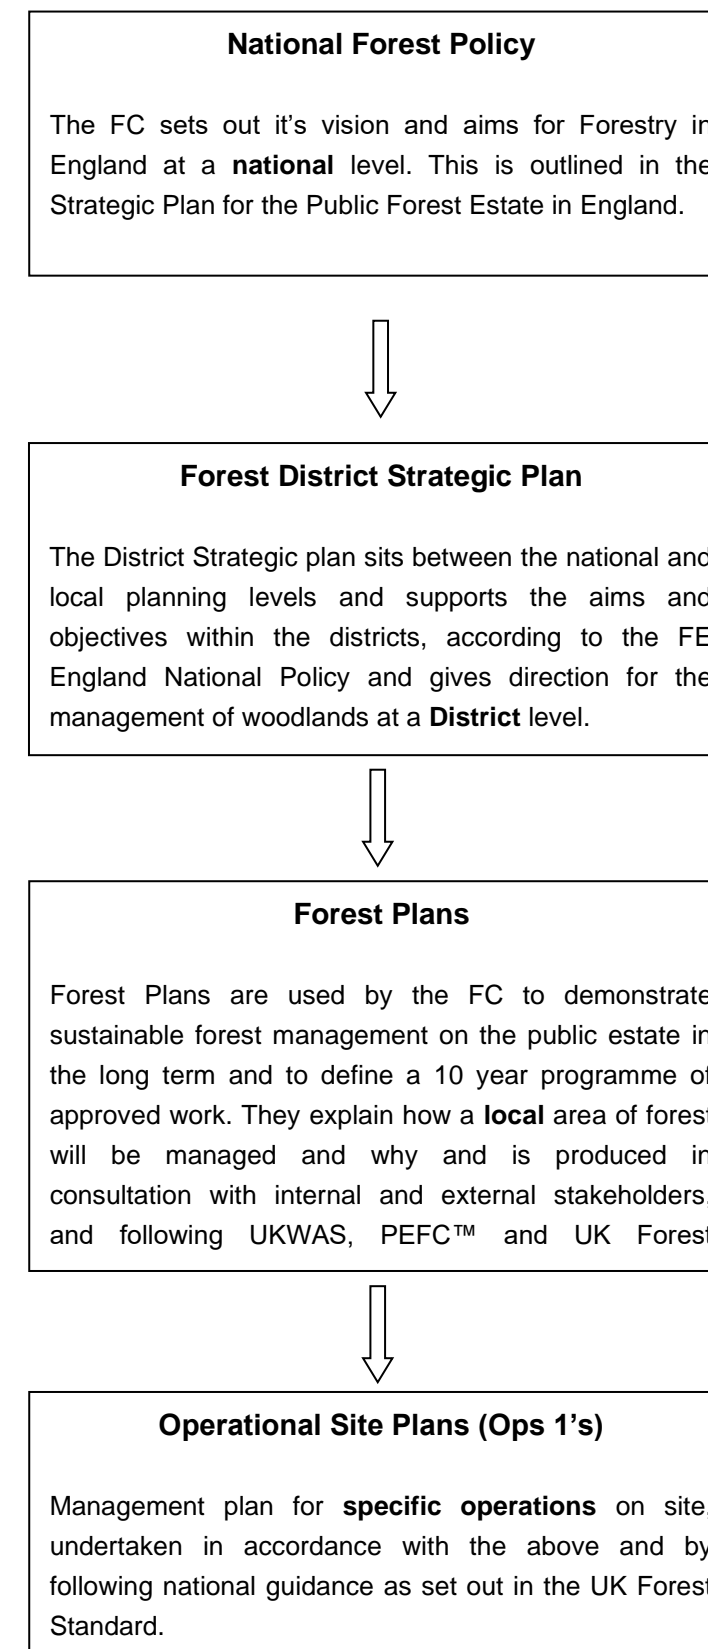 National Forest Policy
The FC sets out it's vision and aims for Forestry in
England at a national level. This is outlined in the
Strategic Plan for the Public Forest Estate in England.
Forest District Strategic Plan
The District Strategic plan sits between the national and
local planning levels and supports the aims and
objectives within the districts, according to the FE
England National Policy and gives direction for the
management of woodlands at a District level.
Forest Plans
Forest Plans are used by the FC to demonstrate
sustainable forest management on the public estate in
the long term and to define a 10 year programme of
approved work. They explain how a local area of forest
will be managed and why and is produced in
consultation with internal and external stakeholders,
and following UKWAS, PEFC™ and UK Forest
Operational Site Plans (Ops 1's)
Management plan for specific operations on site,
undertaken in accordance with the above and by
following national guidance as set out in the UK Forest
Standard.